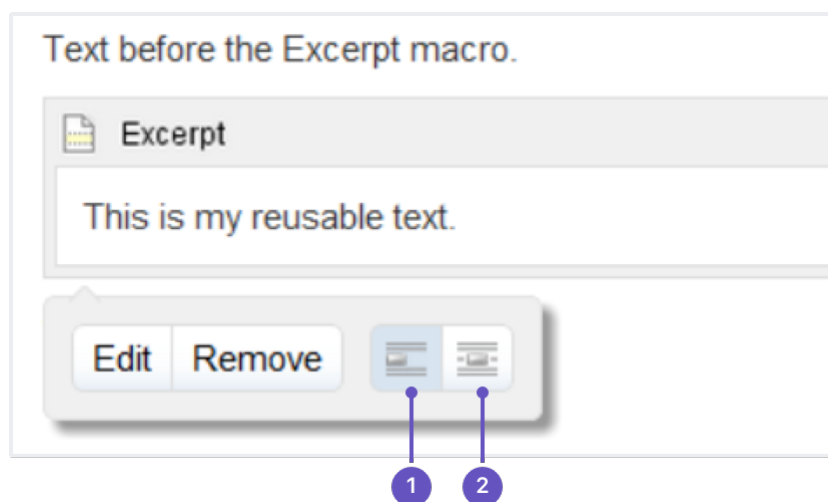 Text before the Excerpt macro.
Excerpt
This is my reusable text.
Edit Remove
1 2